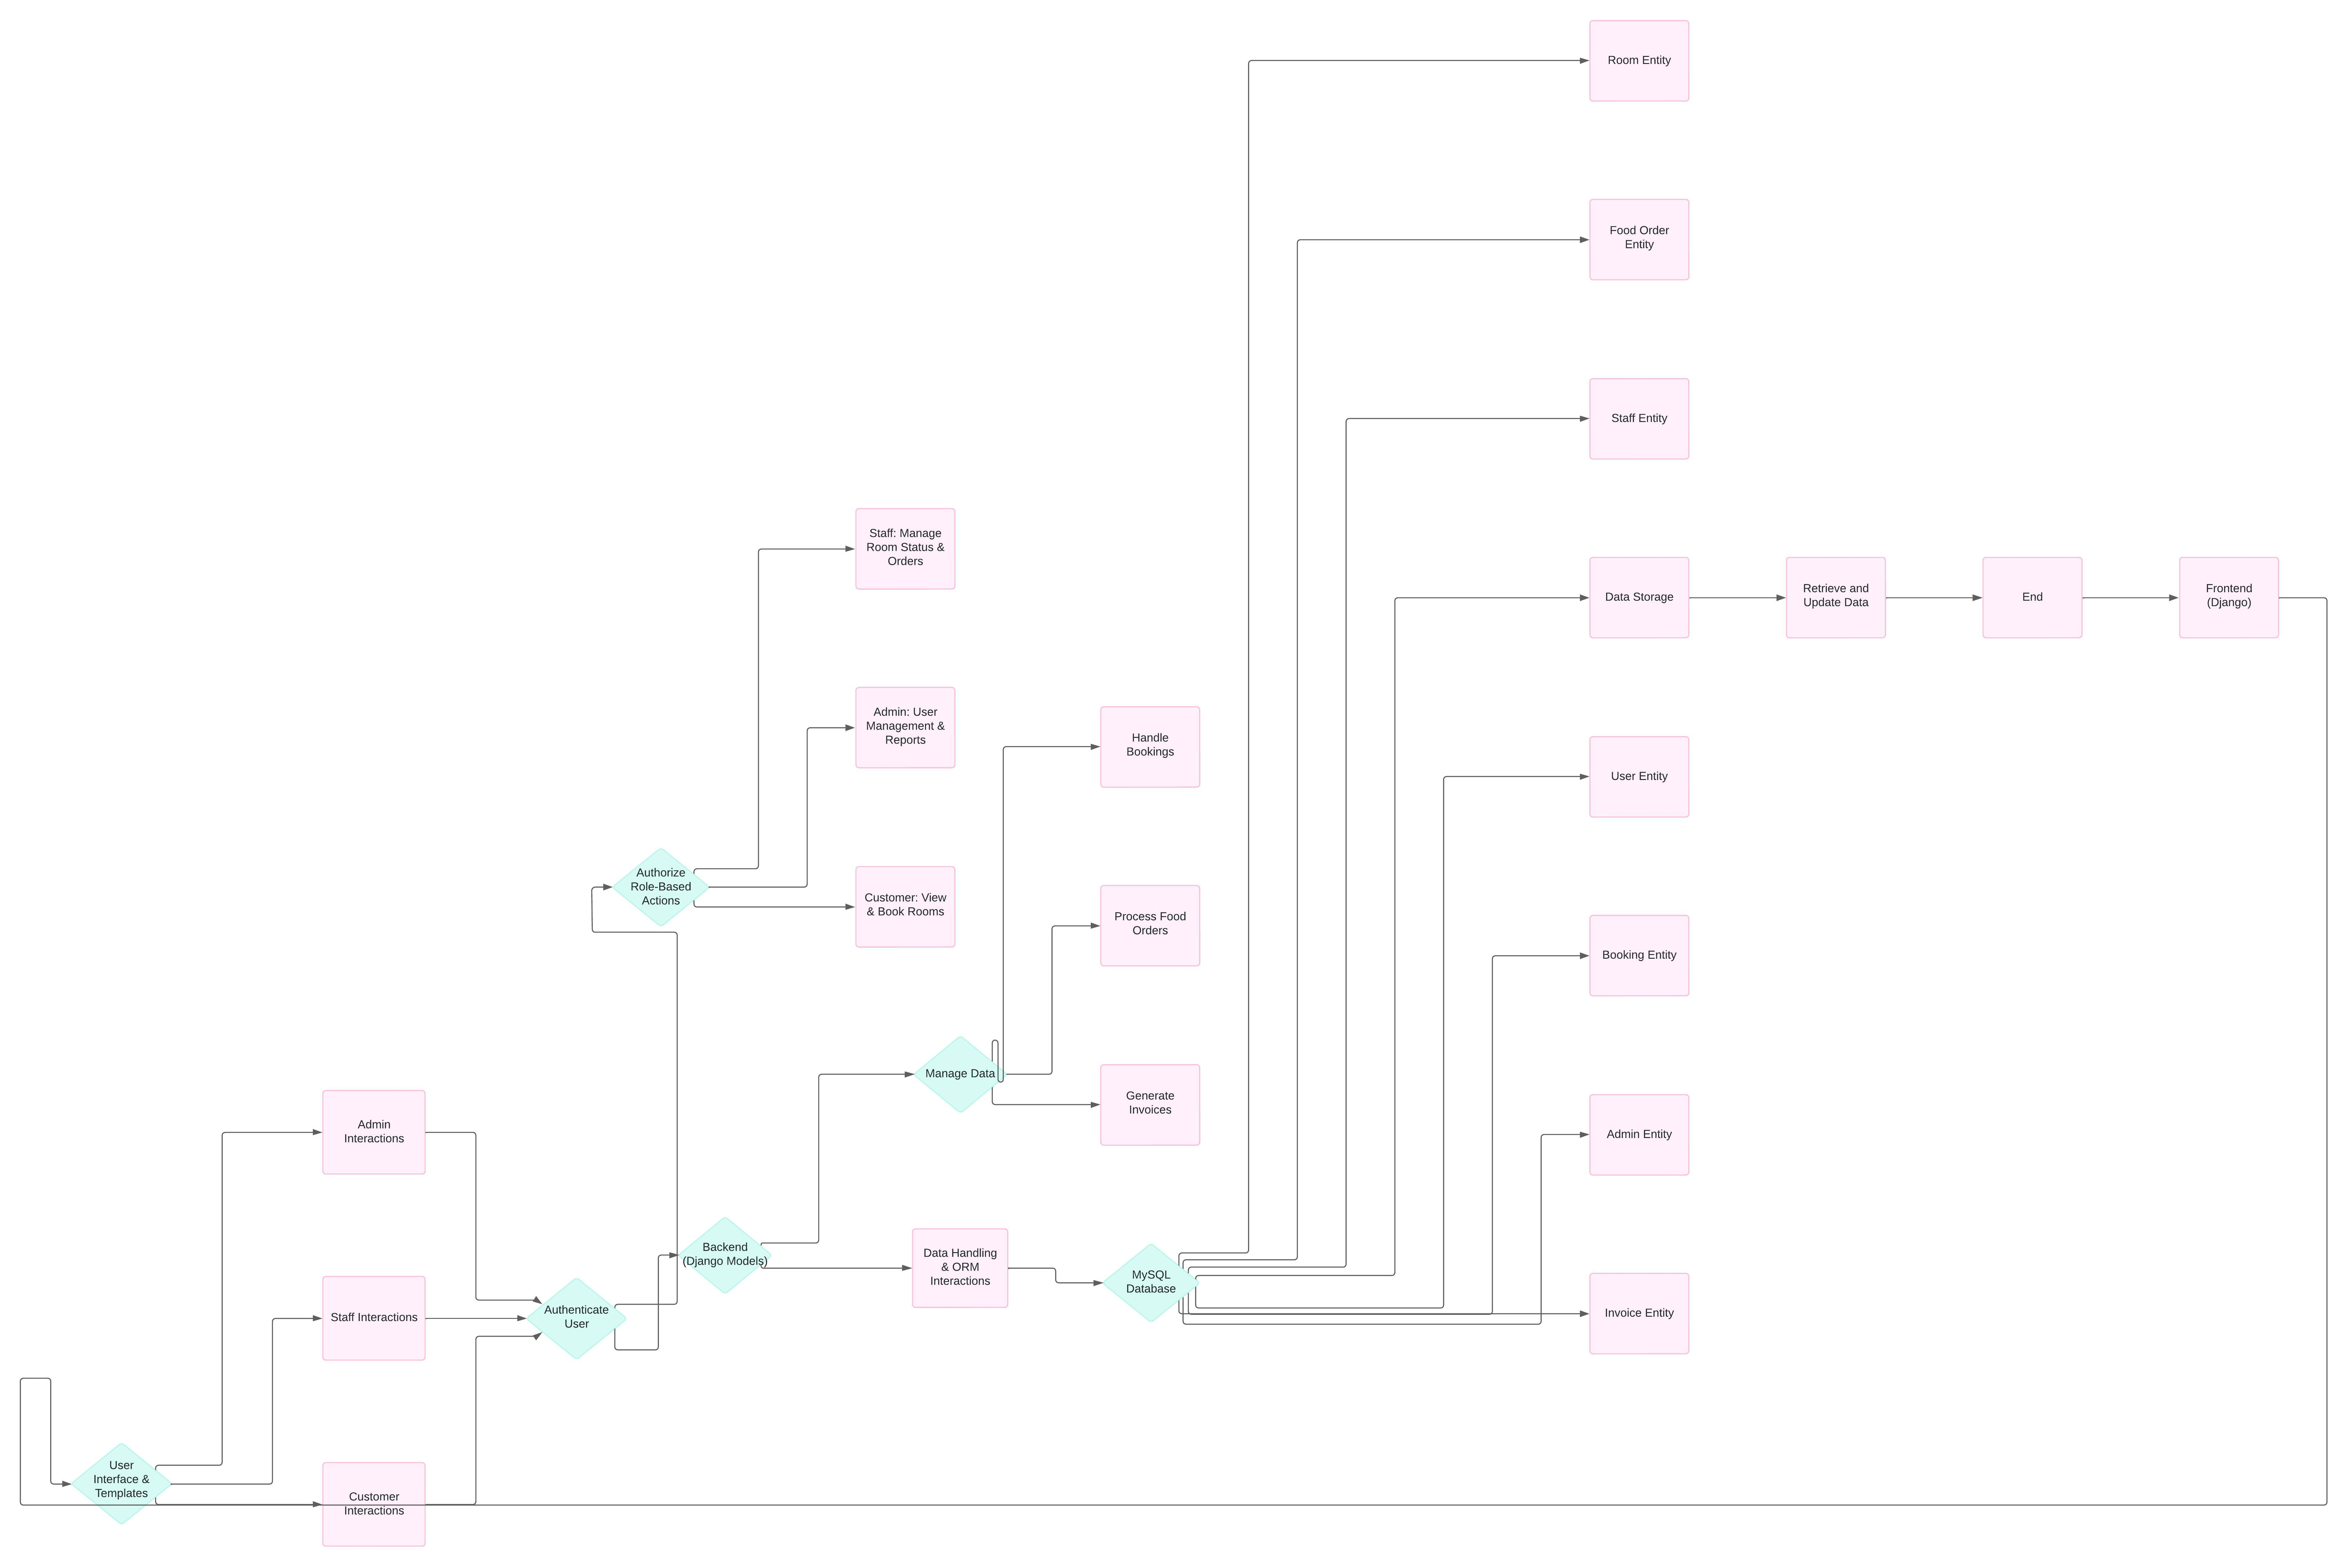 Room Entity
Food Order
Entity
Staff Entity
Staff: Manage
Room Status &
Orders
Data Storage
Retrieve and
Update Data
End
Frontend
(Django)
Admin: User
Management &
Reports
Handle
Bookings
User Entity
Authorize
Role-Based
Actions
Customer: View
& Book Rooms
Process Food
Orders
Booking Entity
Manage Data
Generate
Invoices
Admin
Interactions
Admin Entity
Backend
(Django Models)
Data Handling
& ORM
Interactions
MySQL
Database
Staff Interactions
Authenticate
User
Invoice Entity
User
Interface &
Templates
Customer
Interactions